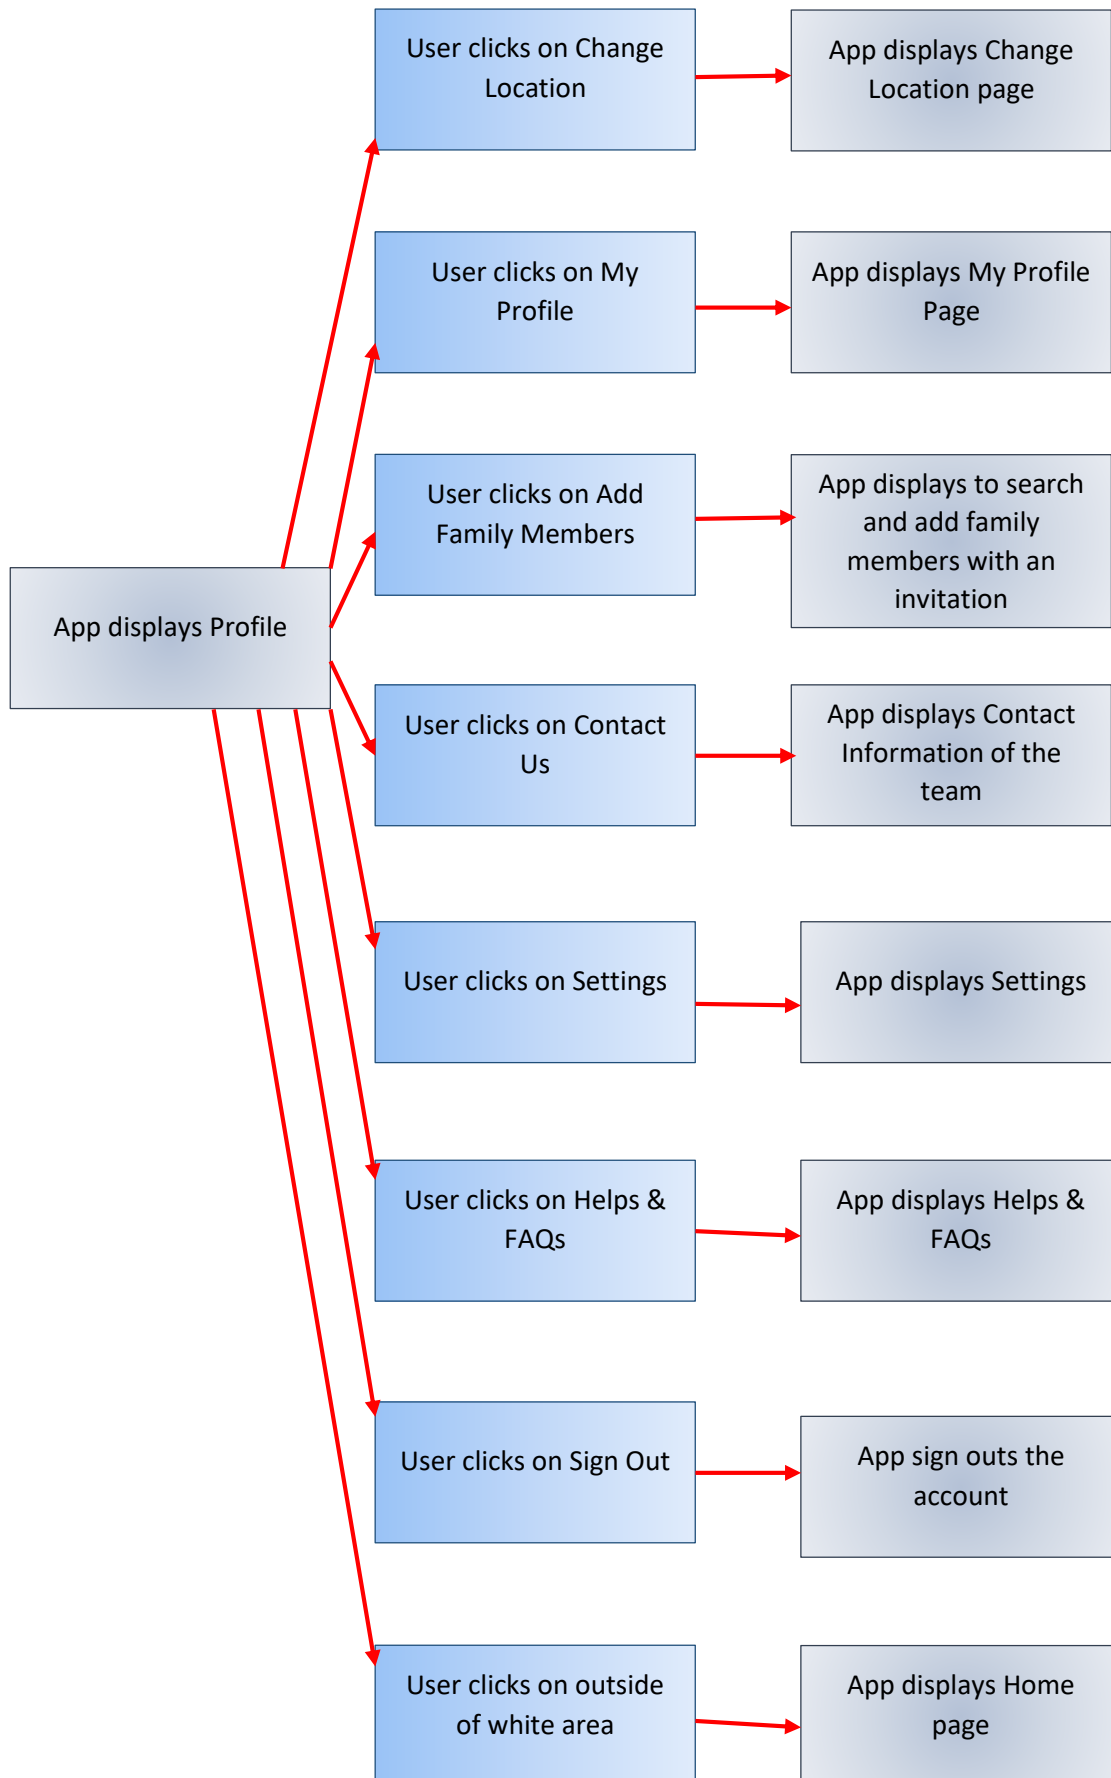 User clicks on Change
Location
App displays Change
Location page
User clicks on My
Profile
App displays My Profile
Page
User clicks on Add
Family Members
App displays to search
and add family
members with an
invitation
App displays Profile
User clicks on Contact
Us
App displays Contact
Information of the
team
User clicks on Settings
App displays Settings
User clicks on Helps &
FAQs
App displays Helps &
FAQs
User clicks on Sign Out
App sign outs the
account
User clicks on outside
of white area
App displays Home
page